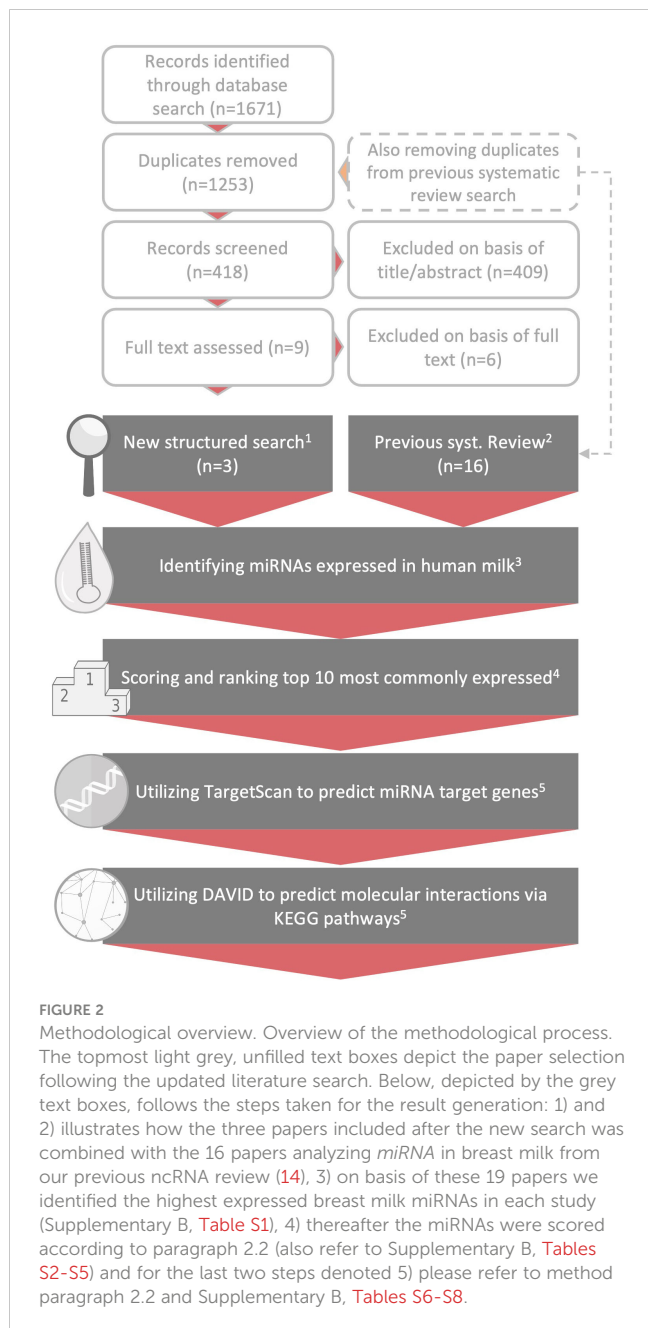 Records identified
through database
search (n=1671)
Duplicates removed
(n=1253)
Also removing duplicates
from previous systematic
review search
Records screened
(n=418)
Excluded on basis of
title/abstract (n=409)
Full text assessed (n=9)
Excluded on basis of full
text (n=6)
New structured search1
(n=3)
Previous syst. Review2
(n=16)
Identifying miRNAs expressed in human milk3
1
2
3
Scoring and ranking top 10 most commonly expressed4
Utilizing TargetScan to predict miRNA target genes5
Utilizing DAVID to predict molecular interactions via
KEGG pathways5
FIGURE 2
Methodological overview. Overview of the methodological process.
The topmost light grey, unfilled text boxes depict the paper selection
following the updated literature search. Below, depicted by the grey
text boxes, follows the steps taken for the result generation: 1) and
2) illustrates how the three papers included after the new search was
combined with the 16 papers analyzing miRNA in breast milk from
our previous ncRNA review (14), 3) on basis of these 19 papers we
identified the highest expressed breast milk miRNAs in each study
(Supplementary B, Table S1), 4) thereafter the miRNAs were scored
according to paragraph 2.2 (also refer to Supplementary B, Tables
S2-S5) and for the last two steps denoted 5) please refer to method
paragraph 2.2 and Supplementary B, Tables S6-S8.